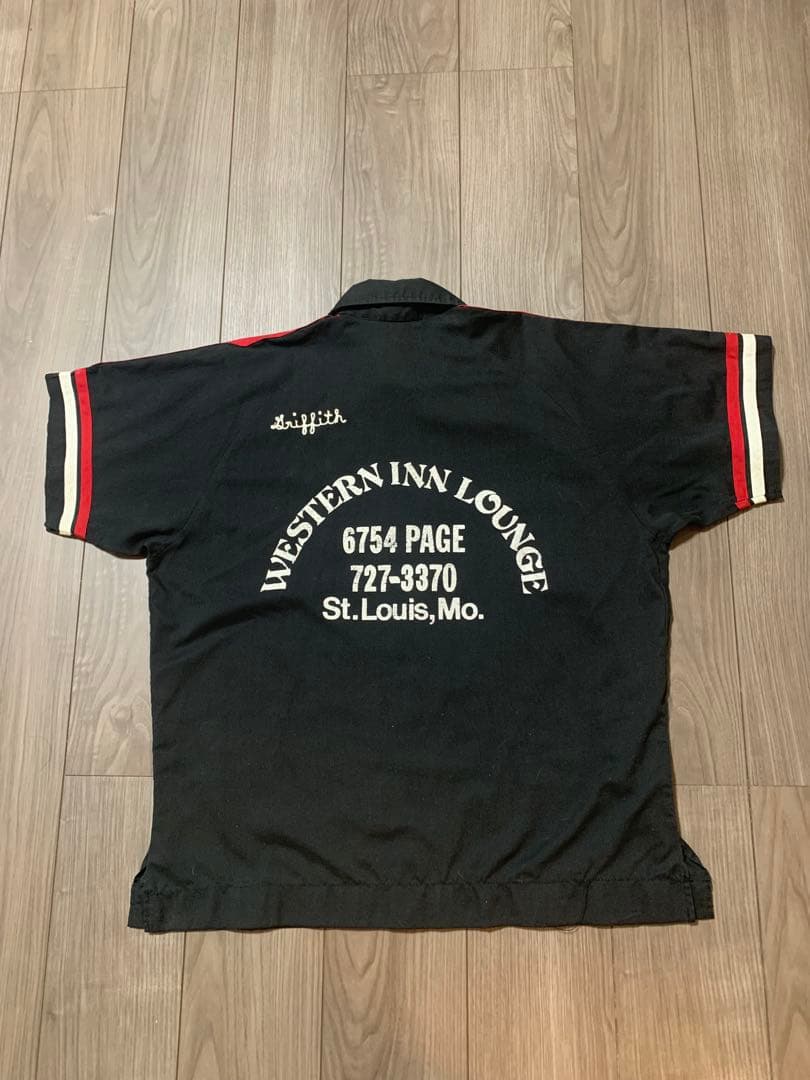 Griffith
WESTERN INN LOUNGE
6754 PAGE
727-3370
St.Louis,Mo.